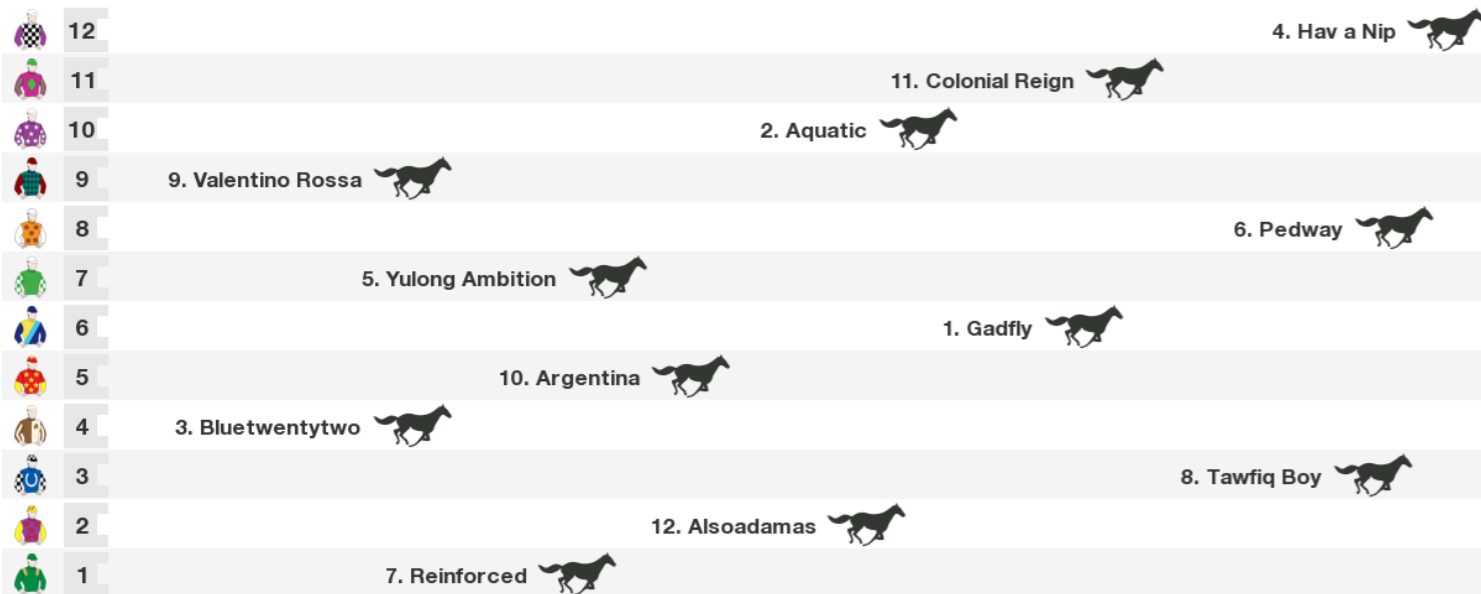 12 4. Hav a Nip
11 11. Colonial Reign
10 2. Aquatic
9 9. Valentino Rossa
8 6. Pedway
7 5. Yulong Ambition
6 1. Gadfly
5 10. Argentina
4 3. Bluetwentytwo
3 8. Tawfiq Boy
2 12. Alsoadamas
1 7. Reinforced